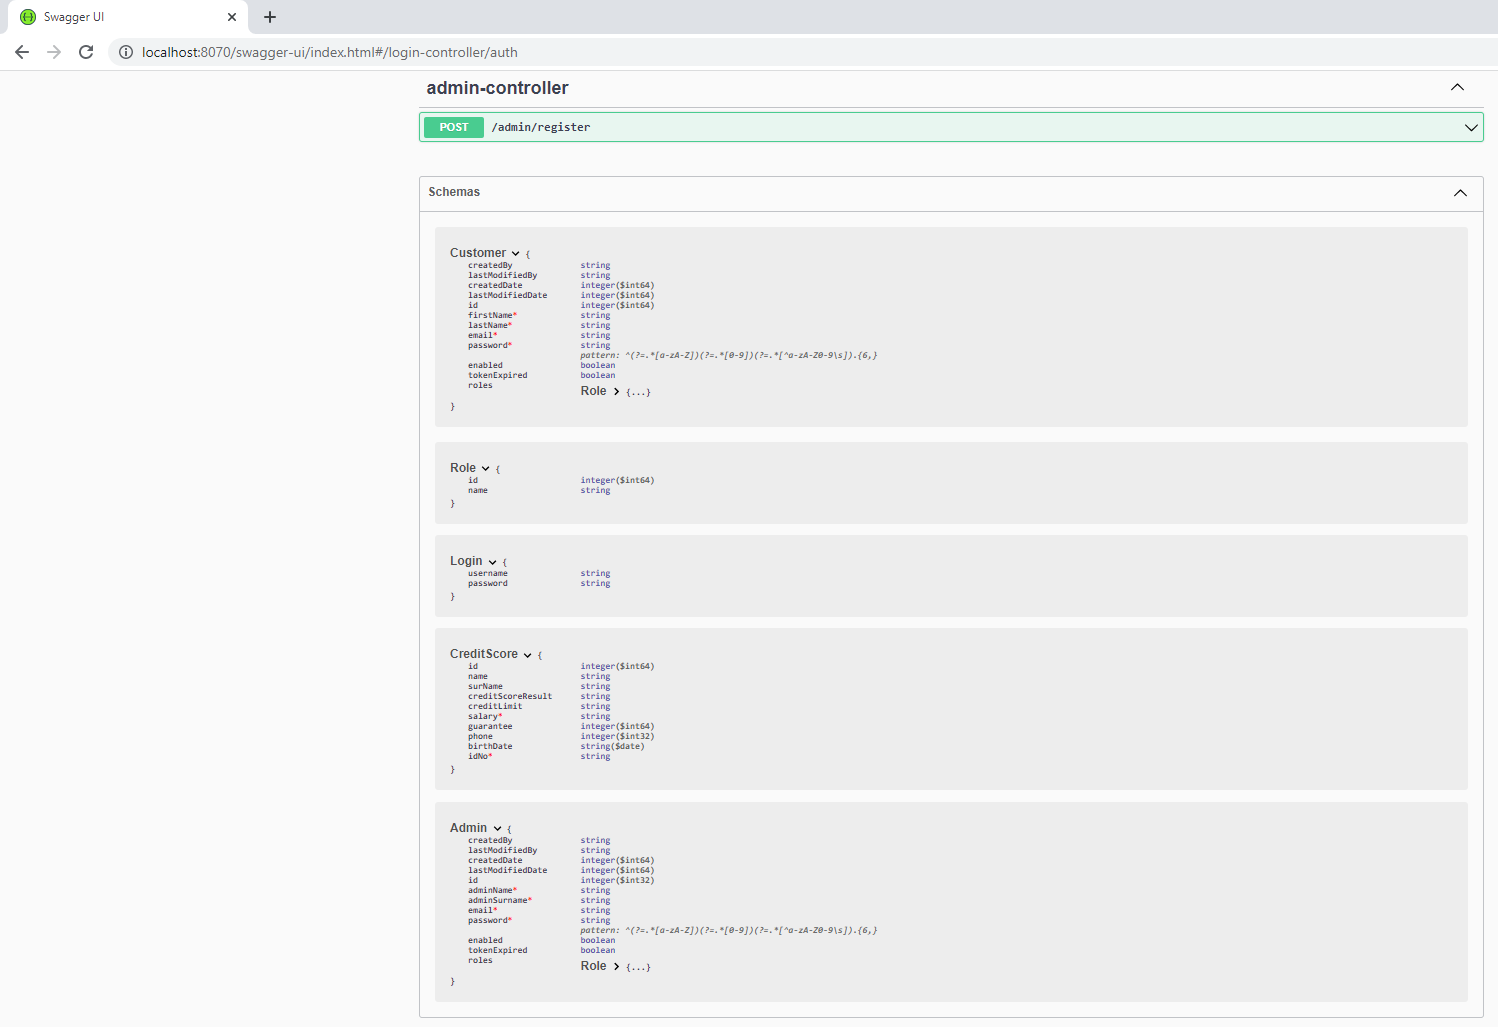 Swagger UI
localhost:8070/swagger-ui/index.html#/login-controller/auth
admin-controller
POST /admin/register
Schemas
Customer {
createdBy string
lastModifiedBy string
createdDate integer($int64)
lastModifiedDate integer($int64)
id integer($int64)
firstName* string
lastName* string
email* string
password* string
pattern: ^(?=.*[a-zA-Z])(?=.*[0-9])(?=.*[^a-zA-Z0-9\s]).{6,}
enabled boolean
tokenExpired boolean
roles
Role {...}
}
Role {
id integer($int64)
name string
}
Login {
username string
password string
}
CreditScore {
id integer($int64)
name string
surName string
creditScoreResult string
creditLimit string
salary* string
guarantee integer($int64)
phone integer($int32)
birthDate string($date)
idNo* string
}
Admin {
createdBy string
lastModifiedBy string
createdDate integer($int64)
lastModifiedDate integer($int64)
id integer($int32)
adminName* string
adminSurname* string
email* string
password* string
pattern: ^(?=.*[a-zA-Z])(?=.*[0-9])(?=.*[^a-zA-Z0-9\s]).{6,}
enabled boolean
tokenExpired boolean
roles
Role {...}
}